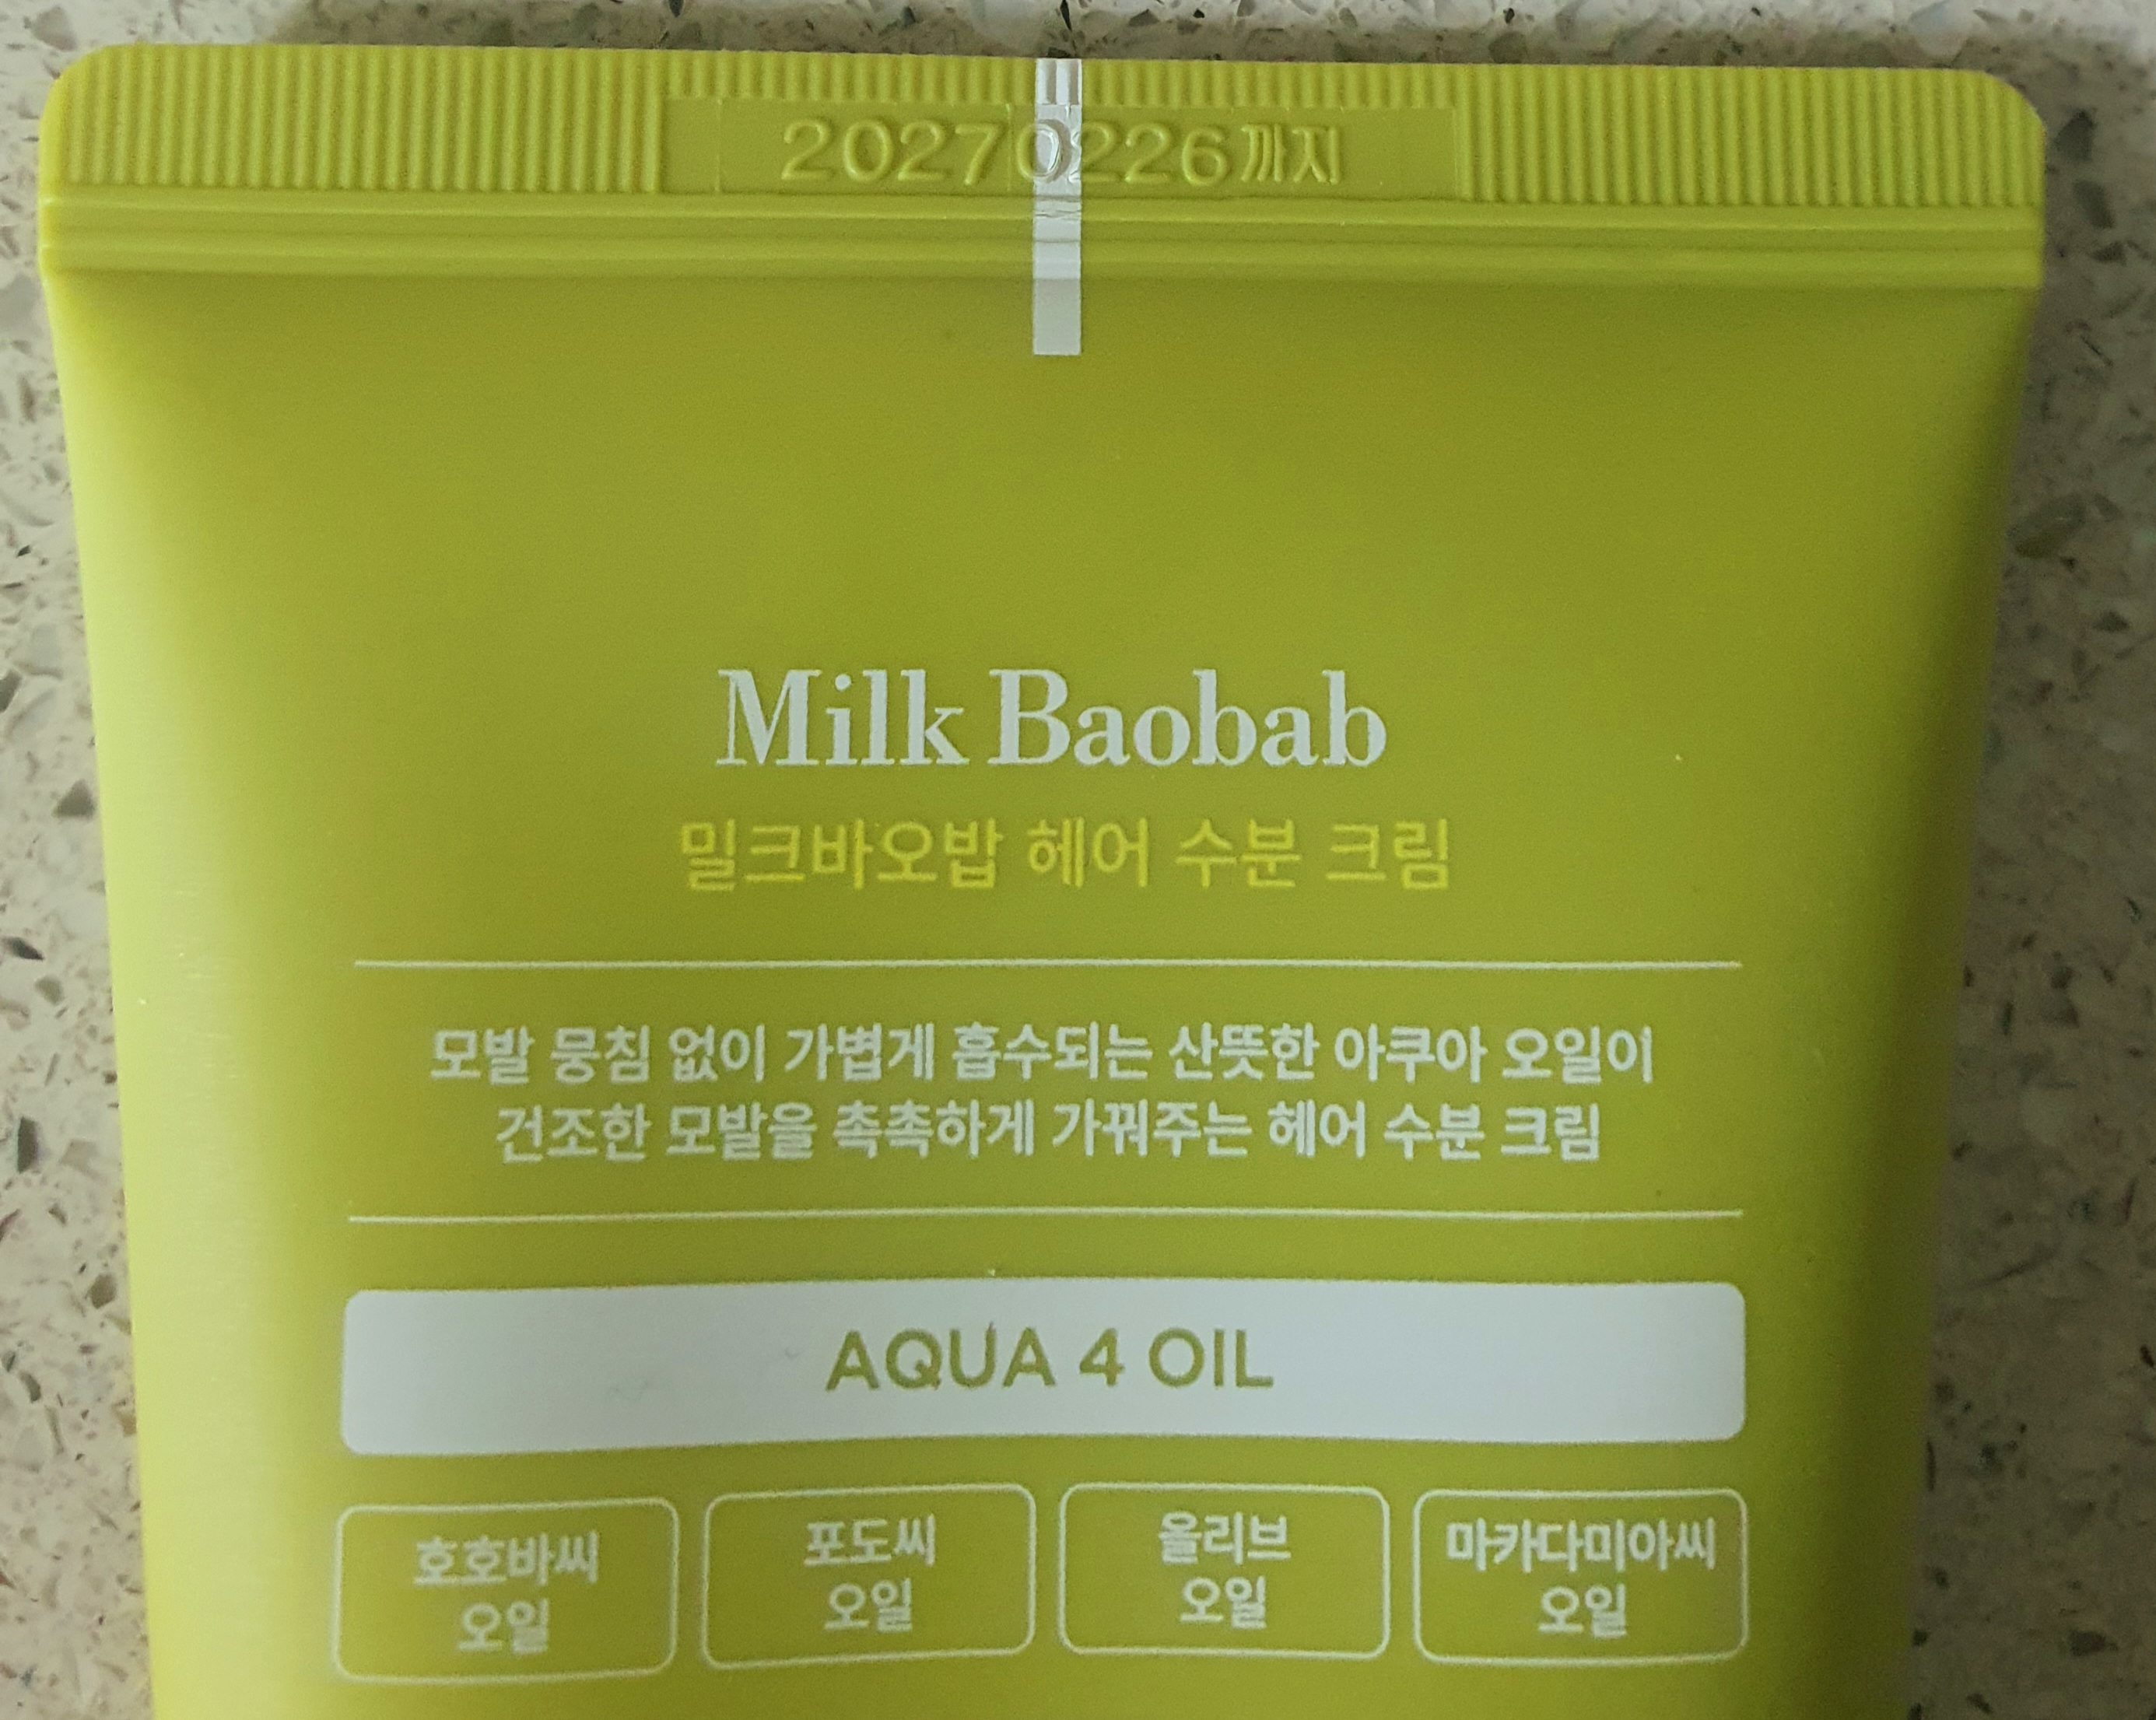 20270226까지
Milk Baobab
밀크바오밥 헤어 수분 크림
모발 뭉침 없이 가볍게 흡수되는 산뜻한 아쿠아 오일이
건조한 모발을 촉촉하게 가꿔주는 헤어 수분 크림
AQUA 4 OIL
호호바씨
오일
포도씨
오일
올리브
오일
마카다미아씨
오일